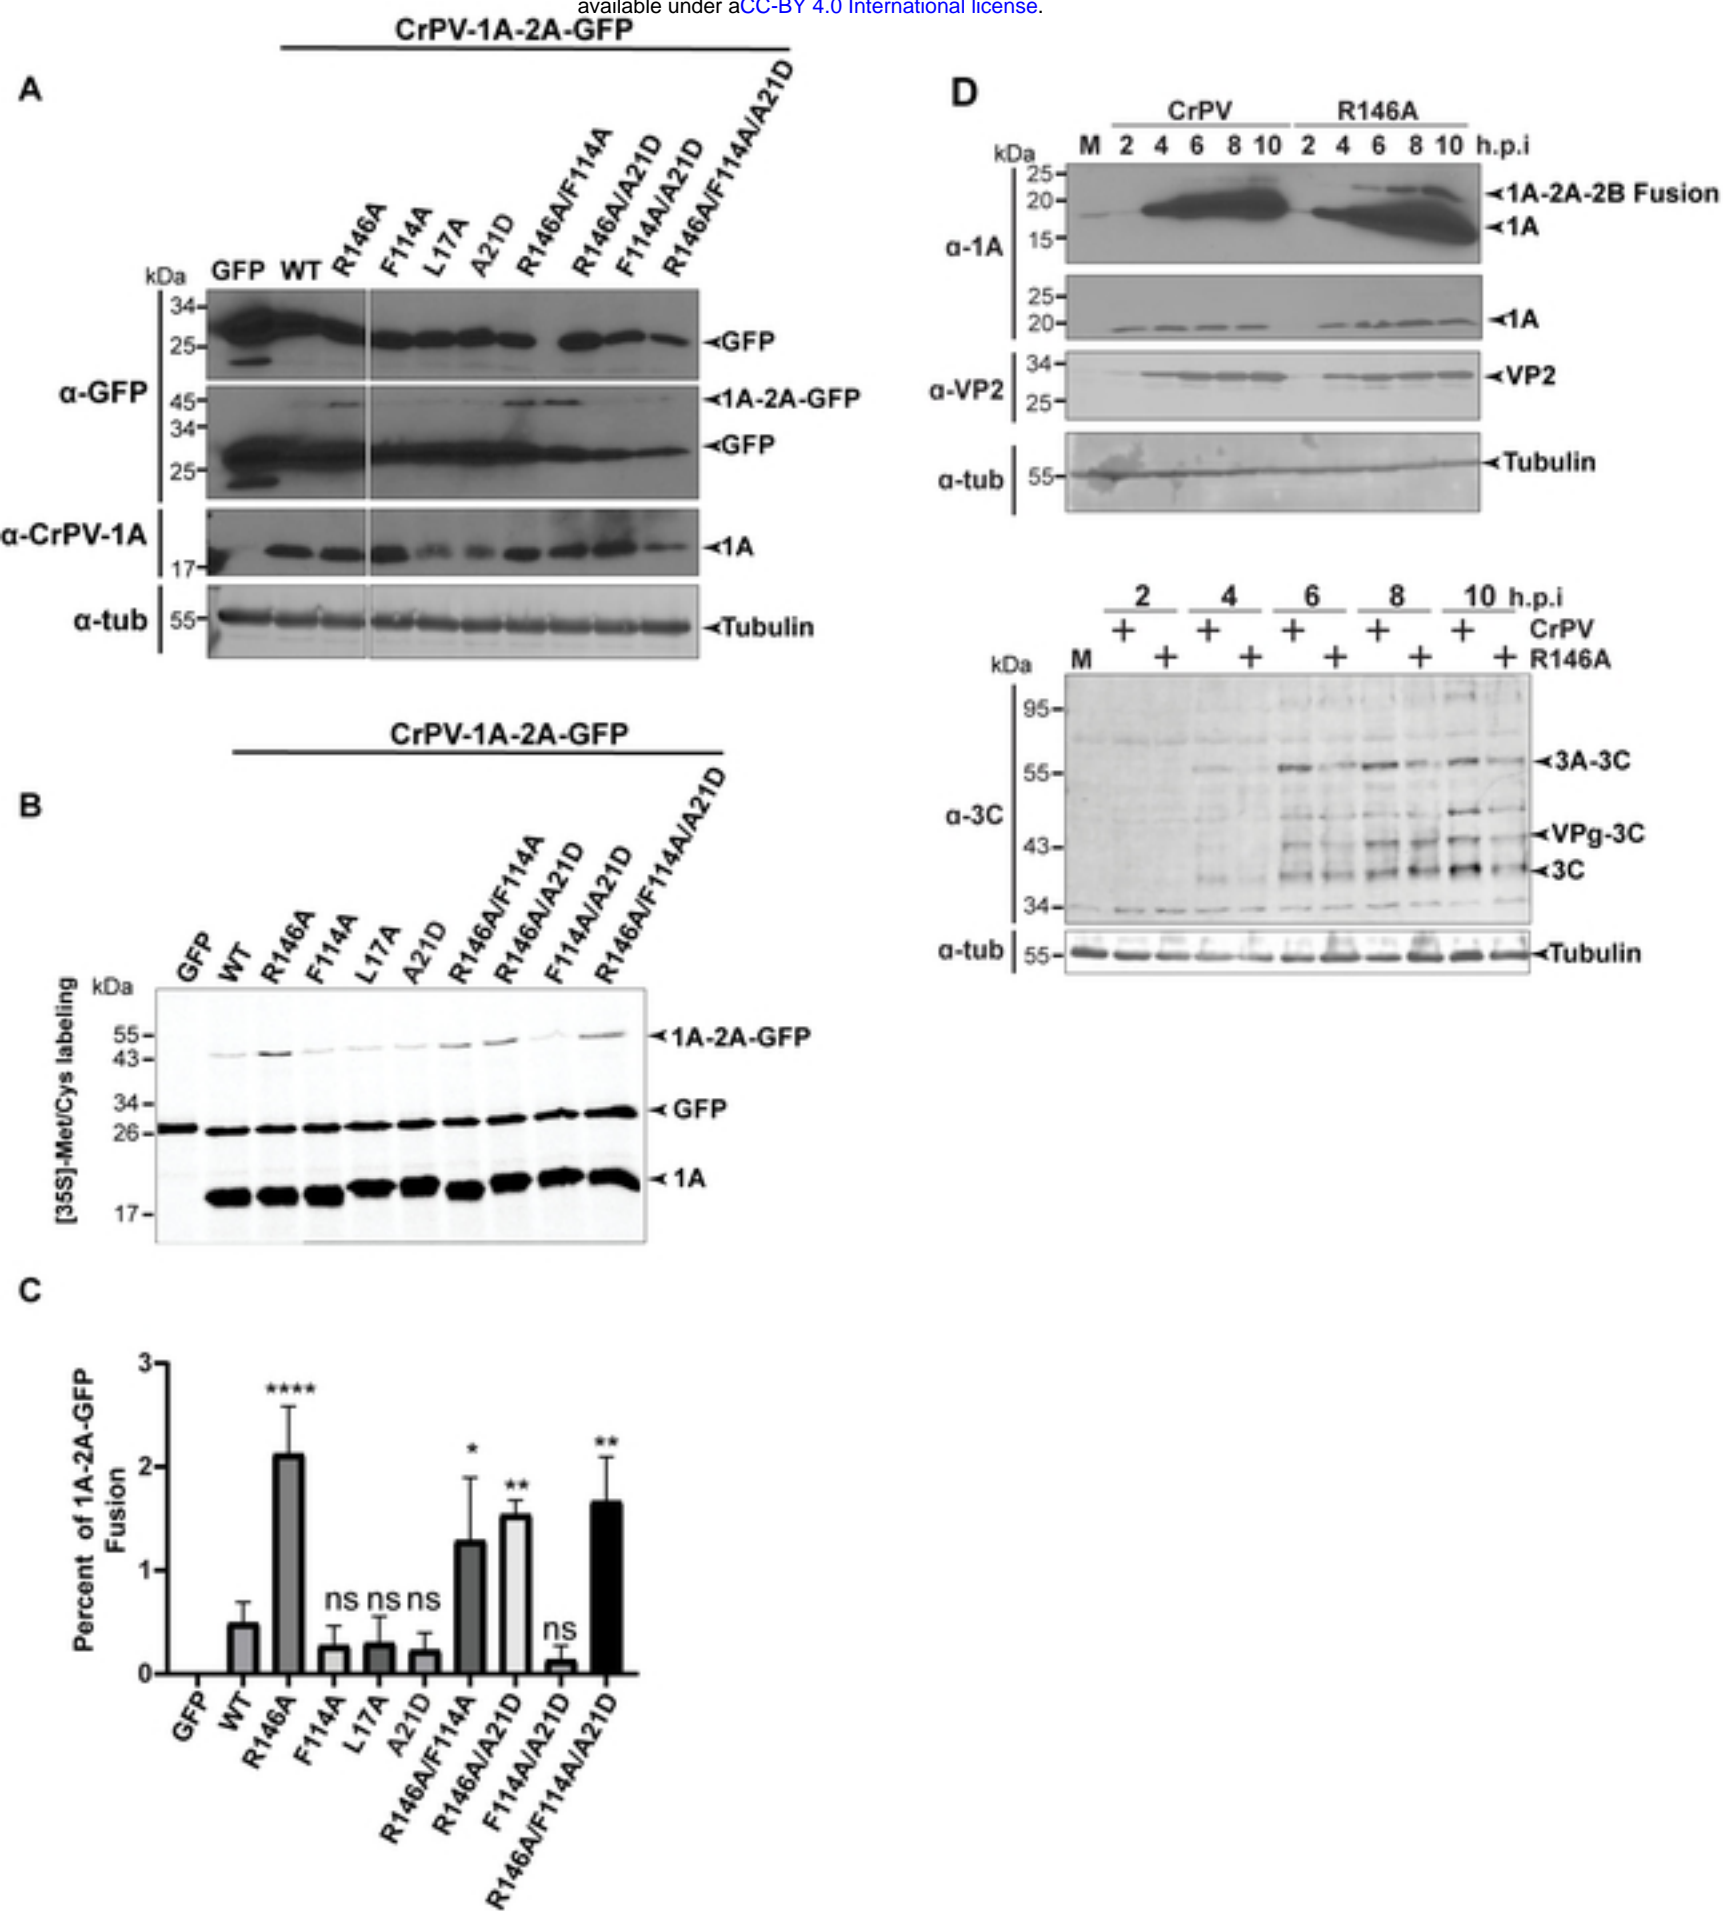 available under aCC-BY 4.0 International license.
CrPV-1A-2A-GFP
A
kDa GFP WT R146A F114A L17A A21D R146A/F114A R146A/A21D F114A/A21D R146A/F114A/A21D
34
25
GFP
α-GFP
45
34
25
1A-2A-GFP
GFP
α-CrPV-1A
17
1A
α-tub
55
Tubulin
CrPV-1A-2A-GFP
B
kDa GFP WT R146A F114A L17A A21D R146A/F114A R146A/A21D F114A/A21D R146A/F114A/A21D
[35S]-Met/Cys labeling
55
43
34
26
17
1A-2A-GFP
GFP
1A
C
Percent of 1A-2A-GFP
Fusion
3
2
1
0
****
ns ns ns
*
**
ns
**
GFP WT R146A F114A L17A A21D R146A/F114A R146A/A21D F114A/A21D R146A/F114A/A21D
D
CrPV R146A
kDa M 2 4 6 8 10 2 4 6 8 10 h.p.i
α-1A
25
20
15
1A-2A-2B Fusion
1A
25
20
1A
α-VP2
34
25
VP2
α-tub
55
Tubulin
2 4 6 8 10 h.p.i
+ + + + + CrPV
kDa M + + + + + R146A
α-3C
95
55
43
34
3A-3C
VPg-3C
3C
α-tub
55
Tubulin